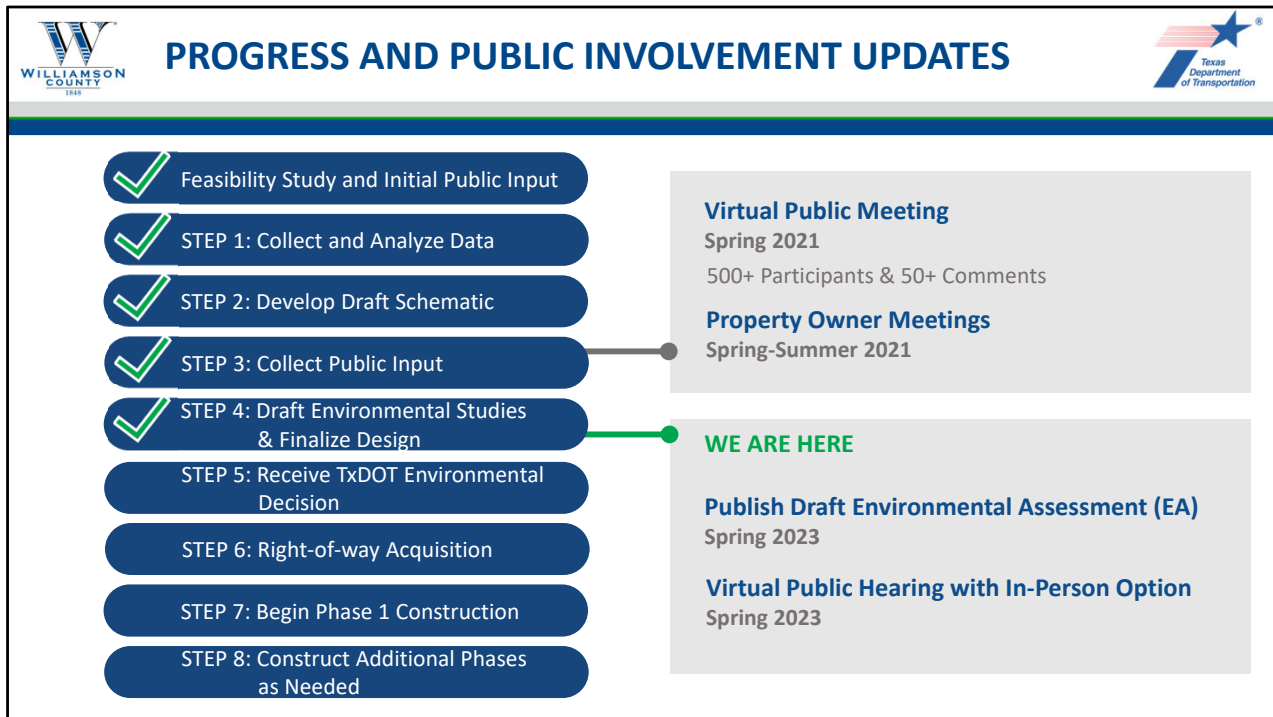 W
®
WILLIAMSON
COUNTY
1848
PROGRESS AND PUBLIC INVOLVEMENT UPDATES
®
Texas
Department
of Transportation
Feasibility Study and Initial Public Input
STEP 1: Collect and Analyze Data
STEP 2: Develop Draft Schematic
STEP 3: Collect Public Input
STEP 4: Draft Environmental Studies
& Finalize Design
STEP 5: Receive TxDOT Environmental
Decision
STEP 6: Right-of-way Acquisition
STEP 7: Begin Phase 1 Construction
STEP 8: Construct Additional Phases
as Needed
Virtual Public Meeting
Spring 2021
500+ Participants & 50+ Comments
Property Owner Meetings
Spring-Summer 2021
WE ARE HERE
Publish Draft Environmental Assessment (EA)
Spring 2023
Virtual Public Hearing with In-Person Option
Spring 2023